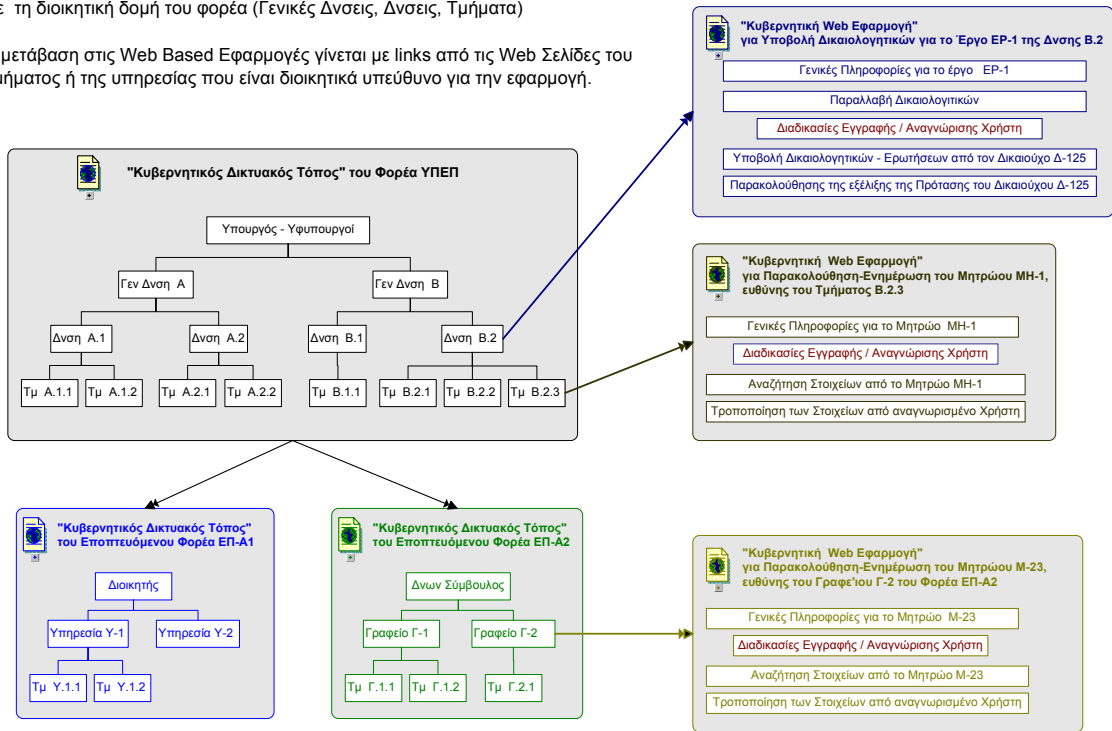 τη διοικητική δομή του φορέα (Γενικές Δνσεις, Δνσεις, Τμήματα)
μετάβαση στις Web Based Εφαρμογές γίνεται με links από τις Web Σελίδες του
μήματος ή της υπηρεσίας που είναι διοικητικά υπεύθυνο για την εφαρμογή.
"Κυβερνητικός Δικτυακός Τόπος" του Φορέα ΥΠΕΠ
Υπουργός - Υφυπουργοί
Γεν Δνση Α
Γεν Δνση Β
Δνση Α.1
Δνση Α.2
Δνση Β.1
Δνση Β.2
Τμ Α.1.1
Τμ Α.1.2
Τμ Α.2.1
Τμ Α.2.2
Τμ Β.1.1
Τμ Β.2.1
Τμ Β.2.2
Τμ Β.2.3
"Κυβερνητική Web Εφαρμογή"
για Υποβολή Δικαιολογητικών για το Έργο ΕΡ-1 της Δνσης Β.2
Γενικές Πληροφορίες για το έργο ΕΡ-1
Παραλλαβή Δικαιολογιτικών
Διαδικασίες Εγγραφής / Αναγνώρισης Χρήστη
Υποβολή Δικαιολογητικών - Ερωτήσεων από τον Δικαιούχο Δ-125
Παρακολούθησης της εξέλιξης της Πρότασης του Δικαιούχου Δ-125
"Κυβερνητική Web Εφαρμογή"
για Παρακολούθηση-Ενημέρωση του Μητρώου ΜΗ-1,
ευθύνης του Τμήματος Β.2.3
Γενικές Πληροφορίες για το Μητρώο ΜΗ-1
Διαδικασίες Εγγραφής / Αναγνώρισης Χρήστη
Αναζήτηση Στοιχείων από το Μητρώο ΜΗ-1
Τροποποίηση των Στοιχείων από αναγνωρισμένο Χρήστη
"Κυβερνητικός Δικτυακός Τόπος"
του Εποπτευόμενου Φορέα ΕΠ-Α1
Διοικητής
Υπηρεσία Υ-1
Υπηρεσία Υ-2
Τμ Υ.1.1
Τμ Υ.1.2
"Κυβερνητικός Δικτυακός Τόπος"
του Εποπτευόμενου Φορέα ΕΠ-Α2
Δνων Σύμβουλος
Γραφείο Γ-1
Γραφείο Γ-2
Τμ Γ.1.1
Τμ Γ.1.2
Τμ Γ.2.1
"Κυβερνητική Web Εφαρμογή"
για Παρακολούθηση-Ενημέρωση του Μητρώου Μ-23,
ευθύνης του Γραφε'ιου Γ-2 του Φορέα ΕΠ-Α2
Γενικές Πληροφορίες για το Μητρώο Μ-23
Διαδικασίες Εγγραφής / Αναγνώρισης Χρήστη
Αναζήτηση Στοιχείων από το Μητρώο Μ-23
Τροποποίηση των Στοιχείων από αναγνωρισμένο Χρήστη